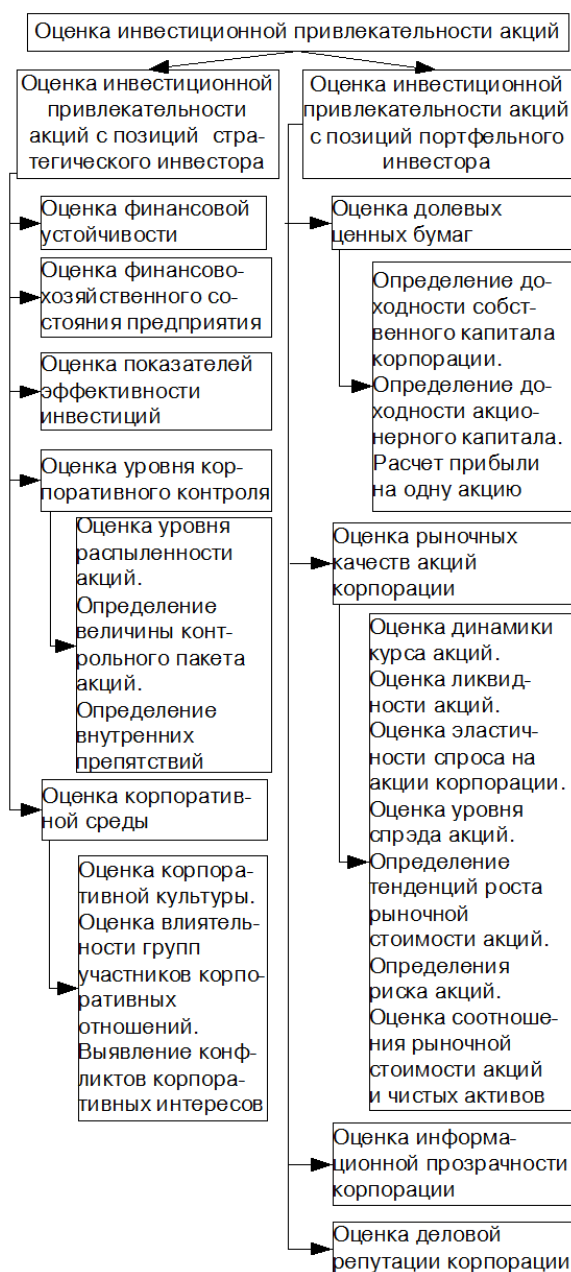 Оценка инвестиционной привлекательности акций
Оценка инвестиционной
привлекательности
акций с позиций стра-
тегического инвестора
Оценка финансовой
устойчивости
Оценка финансово-
хозяйственного со-
стояния предприятия
Оценка показателей
эффективности
инвестиций
Оценка уровня кор-
поративного контроля
Оценка уровня
распыленности
акций.
Определение
величины конт-
рольного пакета
акций.
Определение
внутренних
препятствий
Оценка корпоратив-
ной среды
Оценка корпора-
тивной культуры.
Оценка влиятель-
ности групп
участников корпо-
ративных
отношений.
Выявление конф-
ликтов корпора-
тивных интересов
Оценка инвестиционной
привлекательности акций
с позиций портфельного
инвестора
Оценка долевых
ценных бумаг
Определение до-
ходности собст-
венного капитала
корпорации.
Определение до-
ходности акцио-
нерного капитала.
Расчет прибыли
на одну акцию
Оценка рыночных
качеств акций
корпорации
Оценка динамики
курса акций.
Оценка ликвид-
ности акций.
Оценка эластич-
ности спроса на
акции корпорации.
Оценка уровня
спрэда акций.
Определение
тенденций роста
рыночной
стоимости акций.
Определения
риска акций.
Оценка соотноше-
ния рыночной
стоимости акций
и чистых активов
Оценка информа-
ционной прозрачности
корпорации
Оценка деловой
репутации корпорации